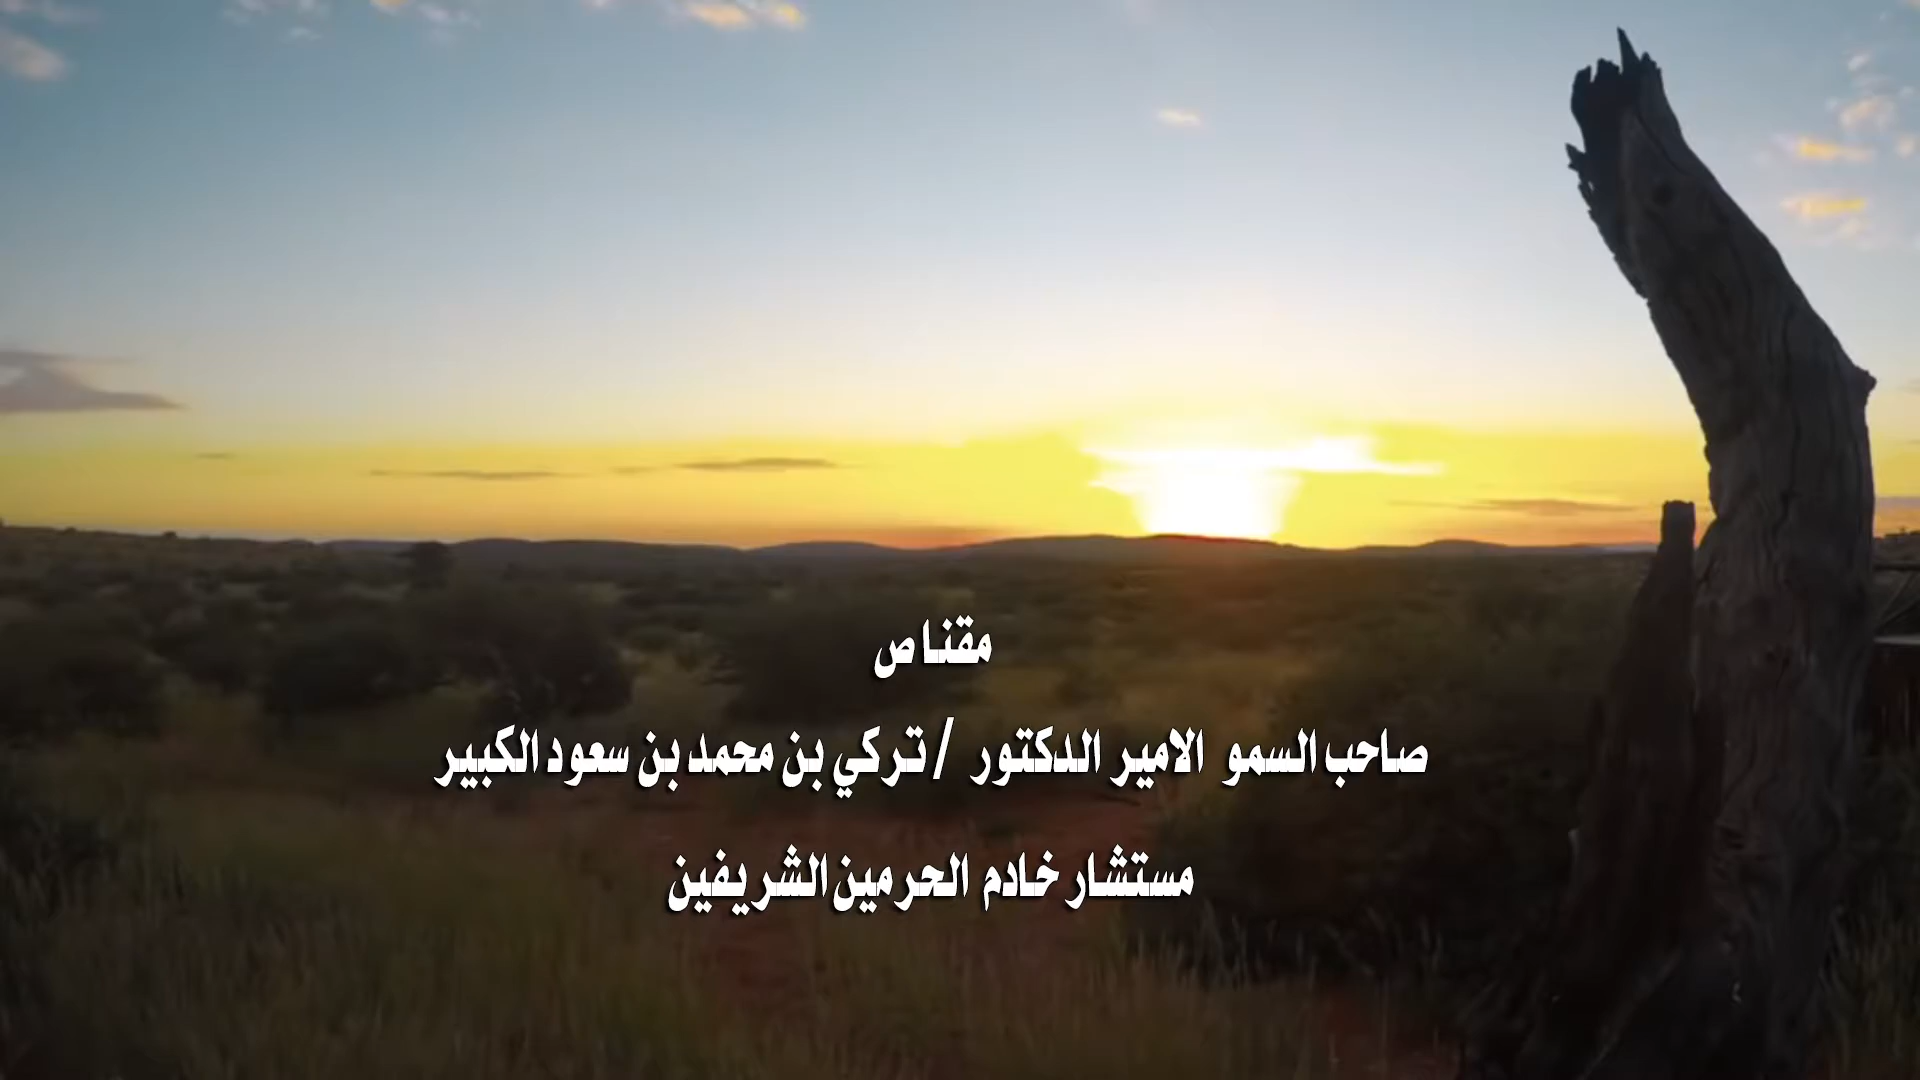 مقناص
صاحب السمو الامير الدكتور / تركي بن محمد بن سعود الكبير
مستشار خادم الحرمين الشريفين